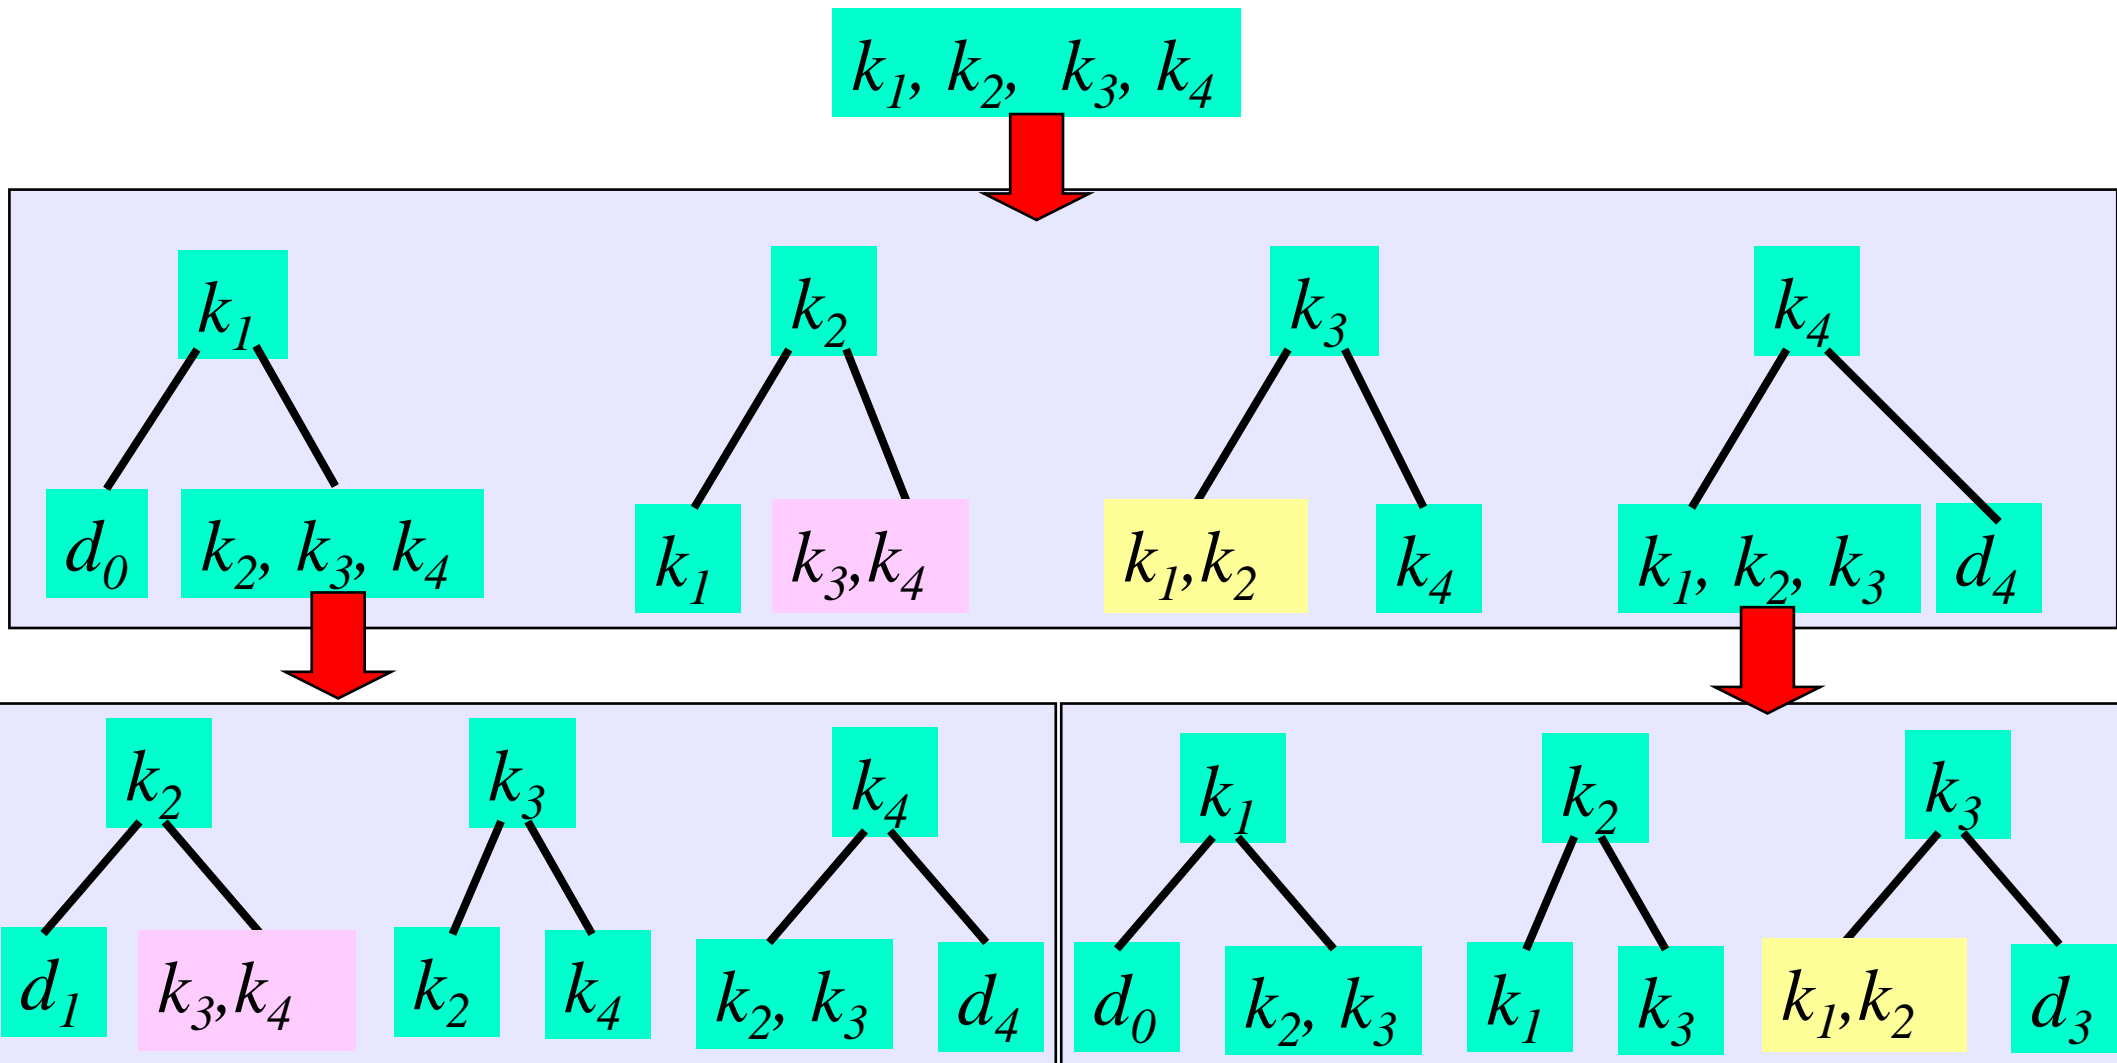 k₁, k₂, k₃, k₄
k₁ k₂ k₃ k₄
d₀ k₂, k₃, k₄ k₁ k₃,k₄ k₁,k₂ k₄ k₁, k₂, k₃ d₄
k₂ k₃ k₄ k₁ k₂ k₃
d₁ k₃,k₄ k₂ k₄ k₂, k₃ d₄ d₀ k₂, k₃ k₁ k₃ k₁,k₂ d₃